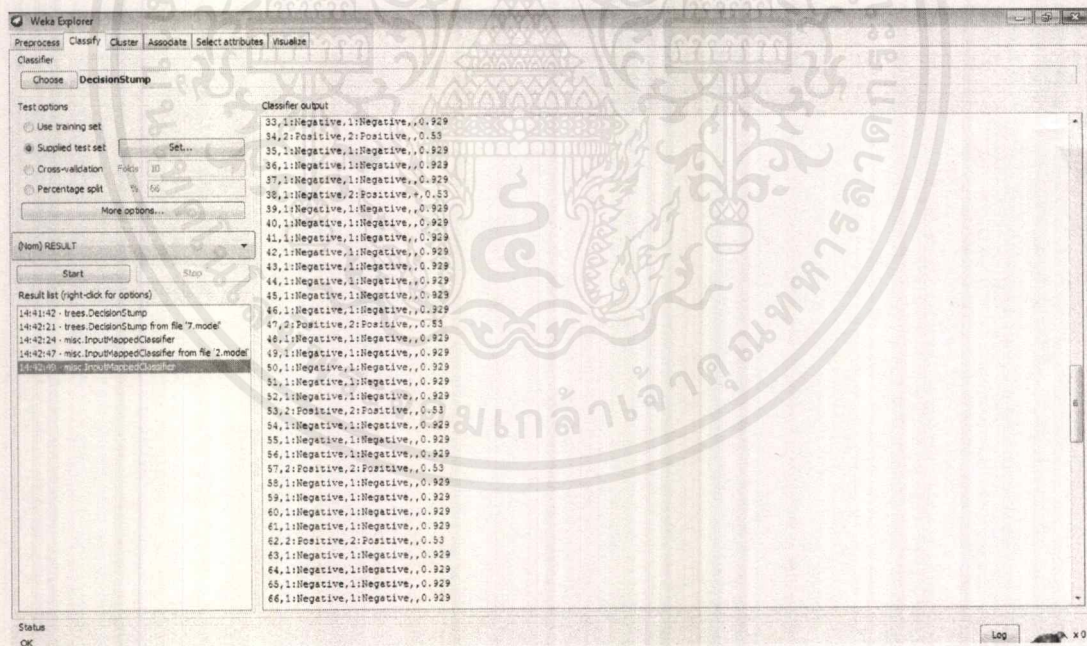 Weka Explorer
Preprocess Classify Cluster Associate Select attributes Visualize
Classifier
Choose DecisionStump
Test options
Use training set
Supplied test set Set...
Cross-validation Folds 10
Percentage split % 66
More options...
(Nom) RESULT
Start Stop
Result list (right-click for options)
14:41:42 - trees.DecisionStump
14:42:21 - trees.DecisionStump from file '7.model'
14:42:24 - misc.InputMappedClassifier
14:42:47 - misc.InputMappedClassifier from file '2.model'
14:42:49 - misc.InputMappedClassifier
Classifier output
33,1:Negative,1:Negative,,0.929
34,2:Positive,2:Positive,,0.53
35,1:Negative,1:Negative,,0.929
36,1:Negative,1:Negative,,0.929
37,1:Negative,1:Negative,,0.929
38,1:Negative,2:Positive,+,0.53
39,1:Negative,1:Negative,,0.929
40,1:Negative,1:Negative,,0.929
41,1:Negative,1:Negative,,0.929
42,1:Negative,1:Negative,,0.929
43,1:Negative,1:Negative,,0.929
44,1:Negative,1:Negative,,0.929
45,1:Negative,1:Negative,,0.929
46,1:Negative,1:Negative,,0.929
47,2:Positive,2:Positive,,0.53
48,1:Negative,1:Negative,,0.929
49,1:Negative,1:Negative,,0.929
50,1:Negative,1:Negative,,0.929
51,1:Negative,1:Negative,,0.929
52,1:Negative,1:Negative,,0.929
53,2:Positive,2:Positive,,0.53
54,1:Negative,1:Negative,,0.929
55,1:Negative,1:Negative,,0.929
56,1:Negative,1:Negative,,0.929
57,2:Positive,2:Positive,,0.53
58,1:Negative,1:Negative,,0.929
59,1:Negative,1:Negative,,0.929
60,1:Negative,1:Negative,,0.929
61,1:Negative,1:Negative,,0.929
62,2:Positive,2:Positive,,0.53
63,1:Negative,1:Negative,,0.929
64,1:Negative,1:Negative,,0.929
65,1:Negative,1:Negative,,0.929
66,1:Negative,1:Negative,,0.929
Status
OK
Log x 0